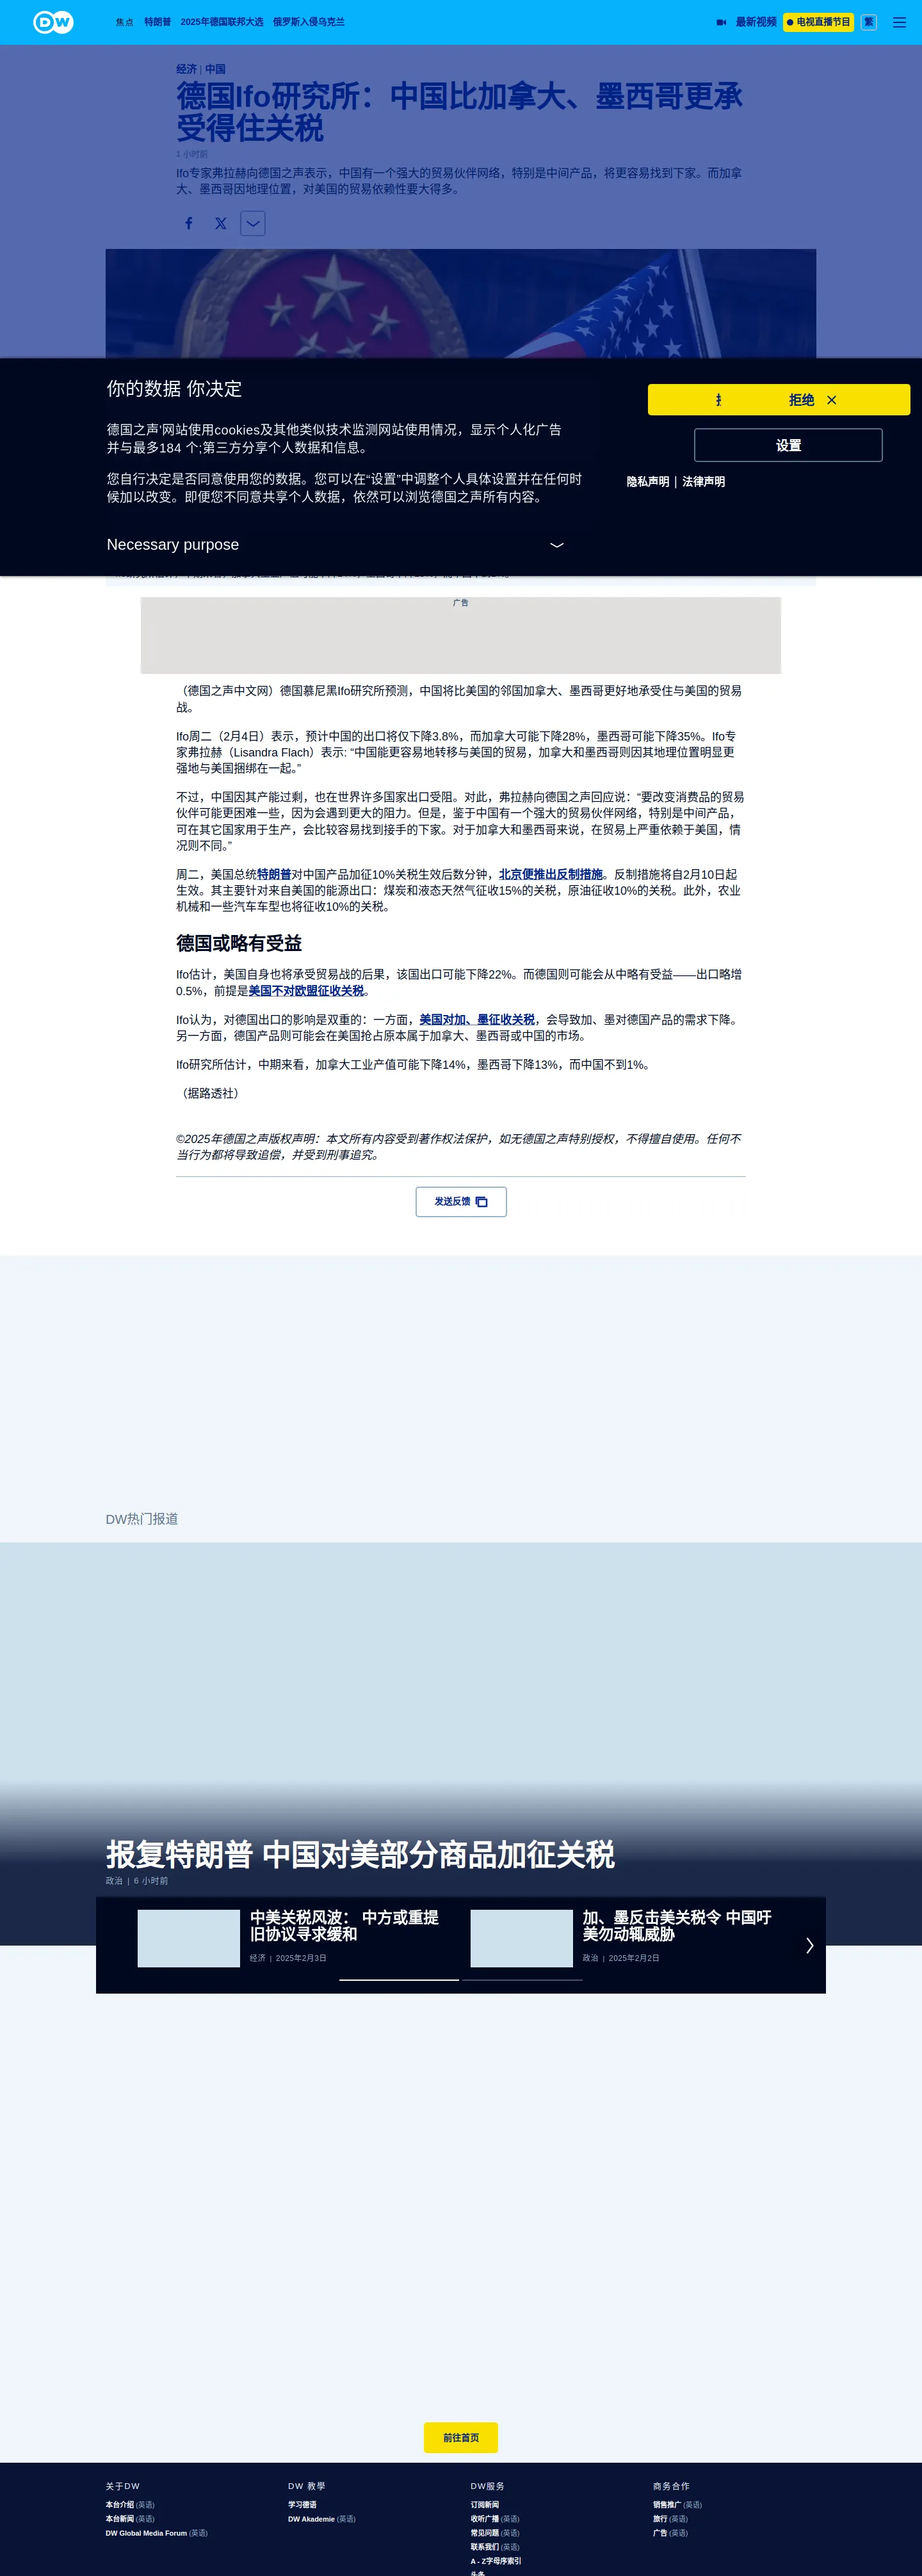 DW
焦点 特朗普 2025年德国联邦大选 俄罗斯入侵乌克兰 最新视频 电视直播节目 繁
经济 | 中国
德国Ifo研究所：中国比加拿大、墨西哥更承
受得住关税
1 小时前
Ifo专家弗拉赫向德国之声表示，中国有一个强大的贸易伙伴网络，特别是中间产品，将更容易找到下家。而加拿
大、墨西哥因地理位置，对美国的贸易依赖性要大得多。
你的数据 你决定
德国之声'网站使用cookies及其他类似技术监测网站使用情况，显示个人化广告
并与最多184 个;第三方分享个人数据和信息。
您自行决定是否同意使用您的数据。您可以在“设置”中调整个人具体设置并在任何时
候加以改变。即便您不同意共享个人数据，依然可以浏览德国之声所有内容。
Necessary purpose
拒绝
设置
隐私声明 | 法律声明
广告
（德国之声中文网）德国慕尼黑Ifo研究所预测，中国将比美国的邻国加拿大、墨西哥更好地承受住与美国的贸易
战。
Ifo周二（2月4日）表示，预计中国的出口将仅下降3.8%，而加拿大可能下降28%，墨西哥可能下降35%。Ifo专
家弗拉赫（Lisandra Flach）表示: “中国能更容易地转移与美国的贸易，加拿大和墨西哥则因其地理位置明显更
强地与美国捆绑在一起。”
不过，中国因其产能过剩，也在世界许多国家出口受阻。对此，弗拉赫向德国之声回应说：“要改变消费品的贸易
伙伴可能更困难一些，因为会遇到更大的阻力。但是，鉴于中国有一个强大的贸易伙伴网络，特别是中间产品，
可在其它国家用于生产，会比较容易找到接手的下家。对于加拿大和墨西哥来说，在贸易上严重依赖于美国，情
况则不同。”
周二，美国总统特朗普对中国产品加征10%关税生效后数分钟，北京便推出反制措施。反制措施将自2月10日起
生效。其主要针对来自美国的能源出口：煤炭和液态天然气征收15%的关税，原油征收10%的关税。此外，农业
机械和一些汽车车型也将征收10%的关税。
德国或略有受益
Ifo估计，美国自身也将承受贸易战的后果，该国出口可能下降22%。而德国则可能会从中略有受益——出口略增
0.5%，前提是美国不对欧盟征收关税。
Ifo认为，对德国出口的影响是双重的：一方面，美国对加、墨征收关税，会导致加、墨对德国产品的需求下降。
另一方面，德国产品则可能会在美国抢占原本属于加拿大、墨西哥或中国的市场。
Ifo研究所估计，中期来看，加拿大工业产值可能下降14%，墨西哥下降13%，而中国不到1%。
（据路透社）
©2025年德国之声版权声明：本文所有内容受到著作权法保护，如无德国之声特别授权，不得擅自使用。任何不
当行为都将导致追偿，并受到刑事追究。
发送反馈
DW热门报道
报复特朗普 中国对美部分商品加征关税
政治 | 6 小时前
中美关税风波： 中方或重提
旧协议寻求缓和
经济 | 2025年2月3日
加、墨反击美关税令 中国吁
美勿动辄威胁
政治 | 2025年2月2日
前往首页
关于DW
本台介绍 (英语)
本台新闻 (英语)
DW Global Media Forum (英语)
DW 教學
学习德语
DW Akademie (英语)
DW服务
订阅新闻
收听广播 (英语)
常见问题 (英语)
联系我们 (英语)
A - Z字母序索引
头条
商务合作
销售推广 (英语)
旅行 (英语)
广告 (英语)